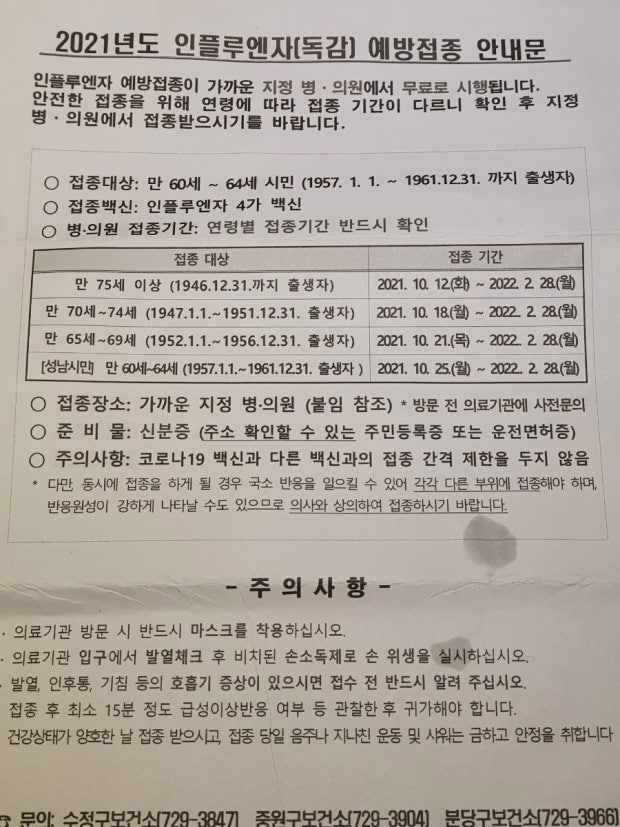 2021년도 인플루엔자(독감) 예방접종 안내문
인플루엔자 예방접종이 가까운 지정 병·의원에서 무료로 시행됩니다.
안전한 접종을 위해 연령에 따라 접종 기간이 다르니 확인 후 지정
병·의원에서 접종받으시기를 바랍니다.
○ 접종대상: 만 60세 ~ 64세 시민 (1957. 1. 1. ~ 1961.12.31. 까지 출생자)
○ 접종백신: 인플루엔자 4가 백신
○ 병·의원 접종기간: 연령별 접종기간 반드시 확인
접종 대상 접종 기간
만 75세 이상 (1946.12.31.까지 출생자) 2021. 10. 12.(화) ~ 2022. 2. 28.(월)
만 70세~74세 (1947.1.1.~1951.12.31. 출생자) 2021. 10. 18.(월) ~ 2022. 2. 28.(월)
만 65세~69세 (1952.1.1.~1956.12.31. 출생자) 2021. 10. 21.(목) ~ 2022. 2. 28.(월)
[성남시민] 만 60세~64세 (1957.1.1.~1961.12.31. 출생자 ) 2021. 10. 25.(월) ~ 2022. 2. 28.(월)
○ 접종장소: 가까운 지정 병·의원 (붙임 참조) * 방문 전 의료기관에 사전문의
○ 준 비 물: 신분증 (주소 확인할 수 있는 주민등록증 또는 운전면허증)
○ 주의사항: 코로나19 백신과 다른 백신과의 접종 간격 제한을 두지 않음
* 다만, 동시에 접종을 하게 될 경우 국소 반응을 일으킬 수 있어 각각 다른 부위에 접종해야 하며,
반응원성이 강하게 나타날 수도 있으므로 의사와 상의하여 접종하시기 바랍니다.
- 주 의 사 항 -
· 의료기관 방문 시 반드시 마스크를 착용하십시오.
· 의료기관 입구에서 발열체크 후 비치된 손소독제로 손 위생을 실시하십시오.
· 발열, 인후통, 기침 등의 호흡기 증상이 있으시면 접수 전 반드시 알려 주십시오.
접종 후 최소 15분 정도 급성이상반응 여부 등 관찰한 후 귀가해야 합니다.
건강상태가 양호한 날 접종 받으시고, 접종 당일 음주나 지나친 운동 및 샤워는 금하고 안정을 취합니다
☎ 문의: 수정구보건소(729-3847) 중원구보건소(729-3904) 분당구보건소(729-3966)